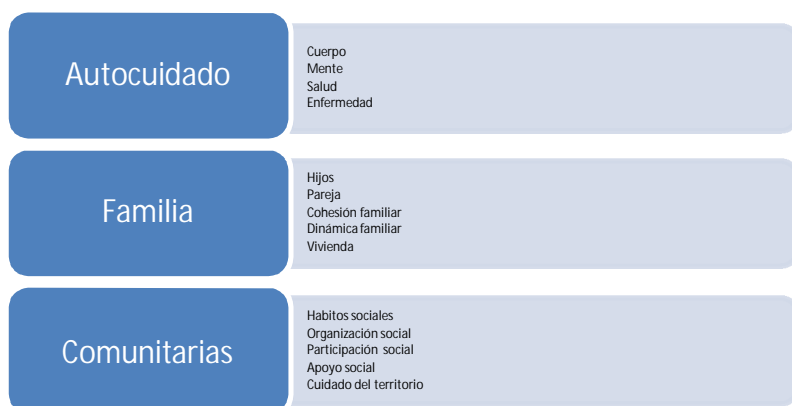 Autocuidado
Cuerpo
Mente
Salud
Enfermedad
Familia
Hijos
Pareja
Cohesión familiar
Dinámica familiar
Vivienda
Comunitarias
Habitos sociales
Organización social
Participación social
Apoyo social
Cuidado del territorio